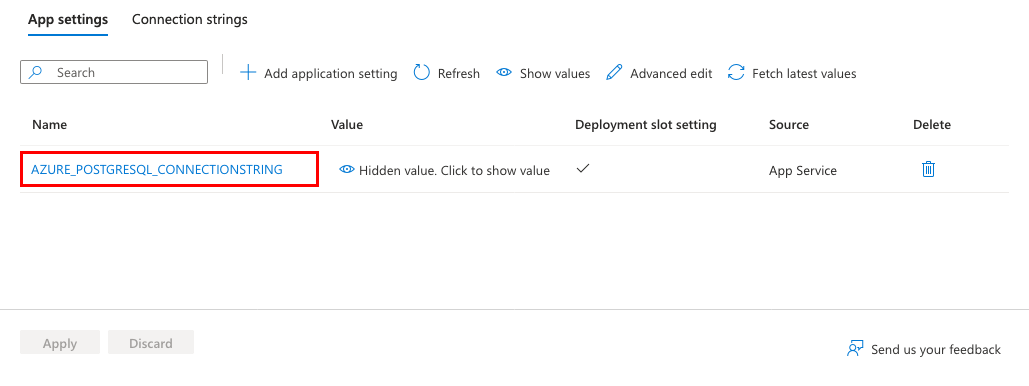 App settings Connection strings
Search Add application setting Refresh Show values Advanced edit Fetch latest values
Name Value Deployment slot setting Source Delete
AZURE_POSTGRESQL_CONNECTIONSTRING Hidden value. Click to show value App Service
Apply Discard Send us your feedback